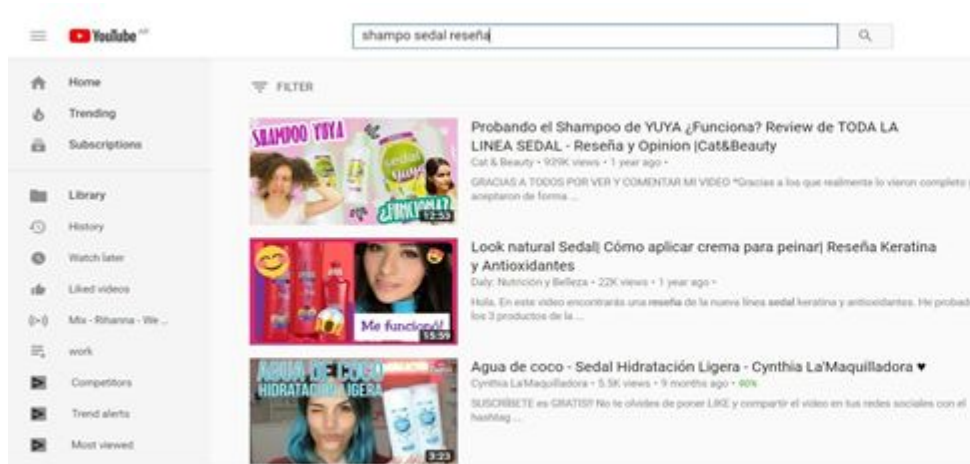 YouTube AR
shampo sedal reseña
Home
Trending
Subscriptions
Library
History
Watch later
Liked videos
Mix - Rihanna - We ...
work
Competitors
Trend alerts
Most viewed
FILTER
SHAMPOO YUYA
sedal
yuya
¿FUNCIONA?
12:53
Probando el Shampoo de YUYA ¿Funciona? Review de TODA LA
LINEA SEDAL - Reseña y Opinion |Cat&Beauty
Cat & Beauty • 939K views • 1 year ago •
GRACIAS A TODOS POR VER Y COMENTAR MI VIDEO *Gracias a los que realmente lo vieron completo
aceptaron de forma ...
Me funcionó!
15:59
Look natural Sedal| Cómo aplicar crema para peinar| Reseña Keratina
y Antioxidantes
Daly: Nutrición y Belleza • 22K views • 1 year ago •
Hola. En este video encontrarás una reseña de la nueva línea sedal keratina y antioxidantes. He probad
los 3 productos de la ...
AGUA DE COCO
HIDRATACIÓN LIGERA
3:23
Agua de coco - Sedal Hidratación Ligera - Cynthia La'Maquilladora ♥
Cynthia La'Maquilladora • 5.5K views • 9 months ago • 90%
SUSCRÍBETE es GRATIS!! No te olvides de poner LIKE y compartir el video en tus redes sociales con el
hashtag ...